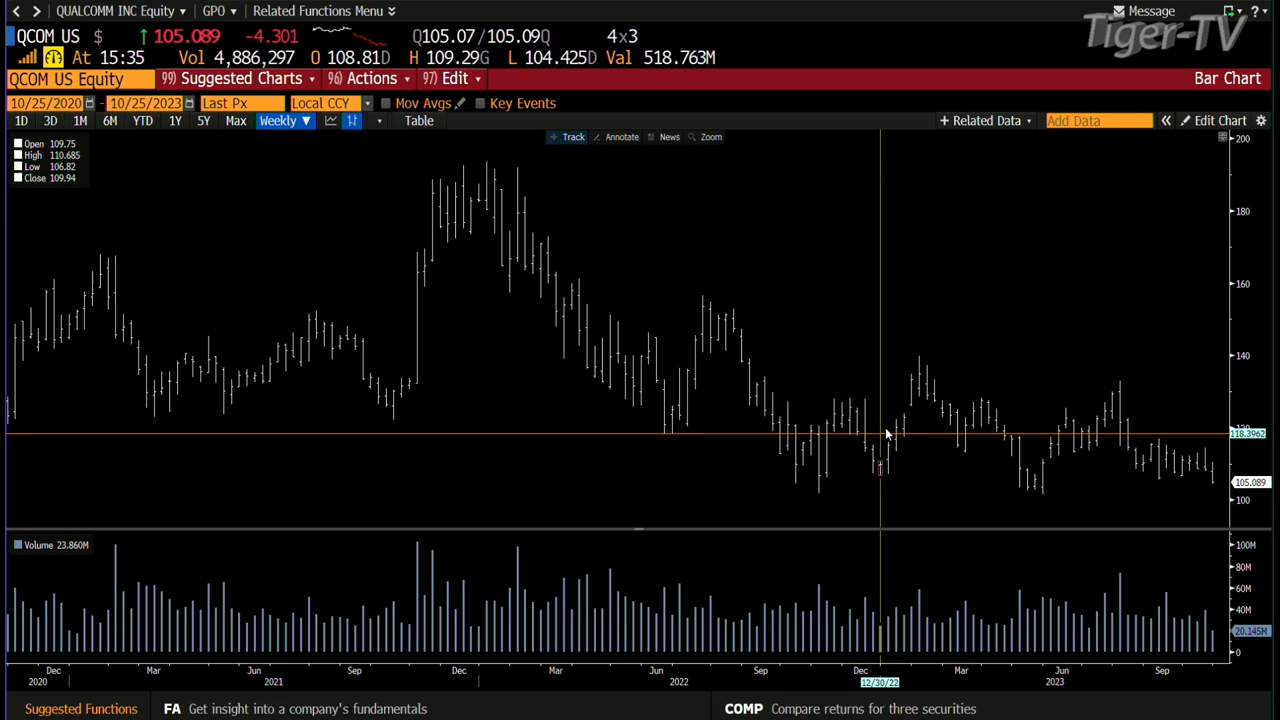 QUALCOMM INC Equity GPO Related Functions Menu Message ?
Tiger-TV
QCOM US $ 105.089 -4.301 Q105.07/105.09Q 4x3
At 15:35 Vol 4,886,297 O 108.81D H 109.29G L 104.425D Val 518.763M
QCOM US Equity 99) Suggested Charts 96) Actions 97) Edit Bar Chart
10/25/2020 - 10/25/2023 Last Px Local CCY Mov Avgs Key Events
1D 3D 1M 6M YTD 1Y 5Y Max Weekly ▼ Table + Related Data Add Data « Edit Chart
Track Annotate News Zoom
Open 109.75
High 110.685
Low 106.82
Close 109.94
200
180
160
140
120
118.3962
105.089
100
Volume 23.860M
100M
80M
60M
40M
20.145M
0
Dec Mar Jun Sep Dec Mar Jun Sep Dec Mar Jun Sep
2020 2021 2022 12/30/22 2023
Suggested Functions FA Get insight into a company's fundamentals COMP Compare returns for three securities